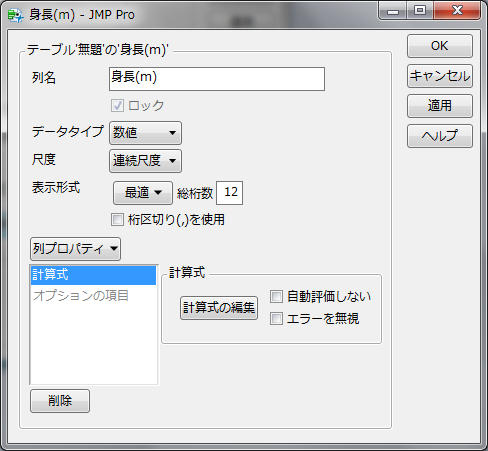 身長(m) - JMP Pro
テーブル'無題'の'身長(m)'
列名 身長(m)
ロック
データタイプ 数値
尺度 連続尺度
表示形式 最適 総桁数 12
桁区切り(,)を使用
列プロパティ
計算式
オプションの項目
計算式
計算式の編集
自動評価しない
エラーを無視
削除
OK
キャンセル
適用
ヘルプ